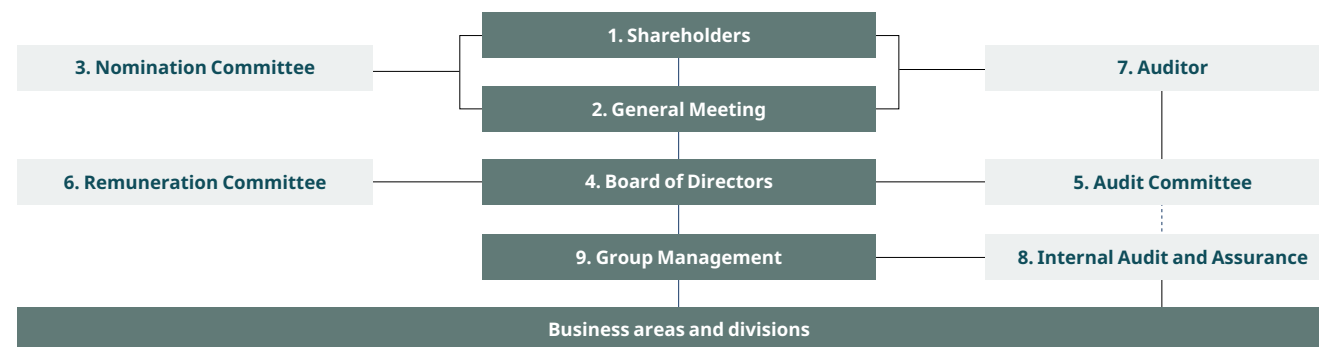 1. Shareholders
3. Nomination Committee
7. Auditor
2. General Meeting
6. Remuneration Committee
4. Board of Directors
5. Audit Committee
9. Group Management
8. Internal Audit and Assurance
Business areas and divisions